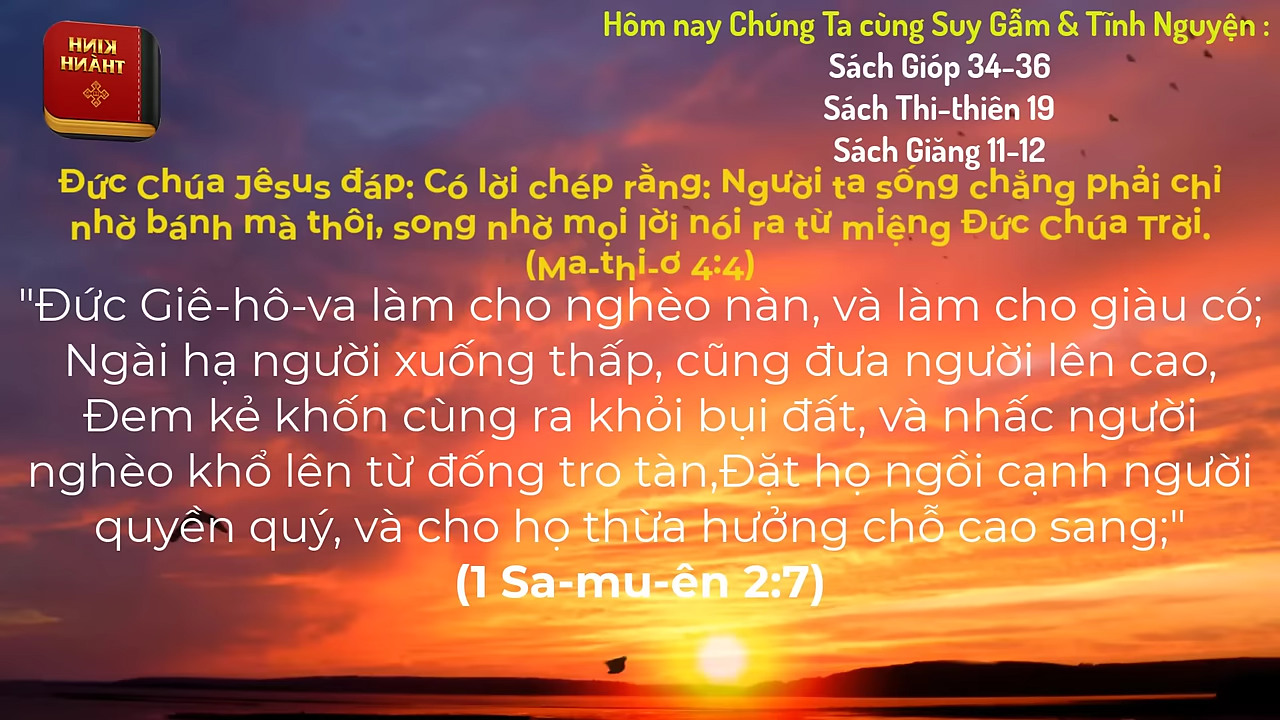 KINH
THÁNH
Hôm nay Chúng Ta cùng Suy Gẫm & Tĩnh Nguyện :
Sách Gióp 34-36
Sách Thi-thiên 19
Sách Giăng 11-12
Đức Chúa Jêsus đáp: Có lời chép rằng: Người ta sống chẳng phải chỉ
nhờ bánh mà thôi, song nhờ mọi lời nói ra từ miệng Đức Chúa Trời.
(Ma-thi-ơ 4:4)
"Đức Giê-hô-va làm cho nghèo nàn, và làm cho giàu có;
Ngài hạ người xuống thấp, cũng đưa người lên cao,
Đem kẻ khốn cùng ra khỏi bụi đất, và nhấc người
nghèo khổ lên từ đống tro tàn,Đặt họ ngồi cạnh người
quyền quý, và cho họ thừa hưởng chỗ cao sang;"
(1 Sa-mu-ên 2:7)